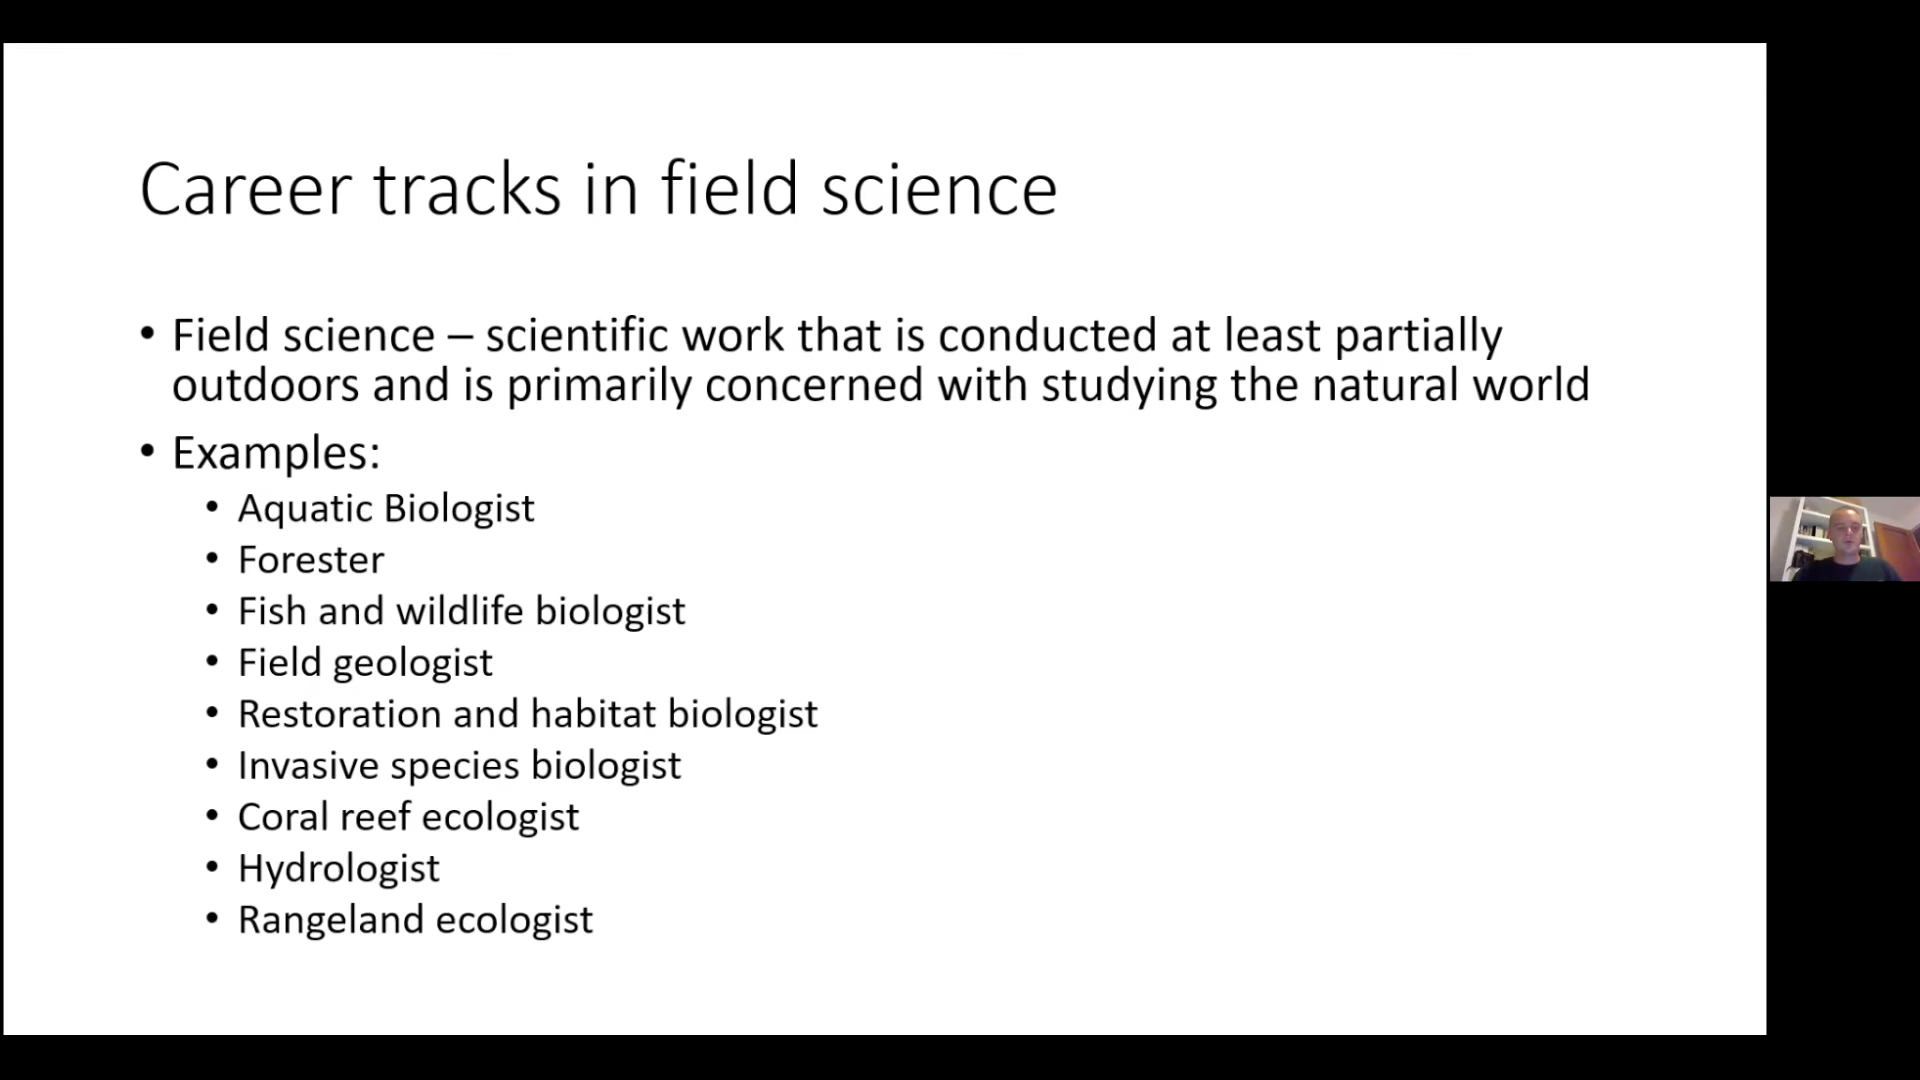 Career tracks in field science
• Field science – scientific work that is conducted at least partially
outdoors and is primarily concerned with studying the natural world
• Examples:
• Aquatic Biologist
• Forester
• Fish and wildlife biologist
• Field geologist
• Restoration and habitat biologist
• Invasive species biologist
• Coral reef ecologist
• Hydrologist
• Rangeland ecologist